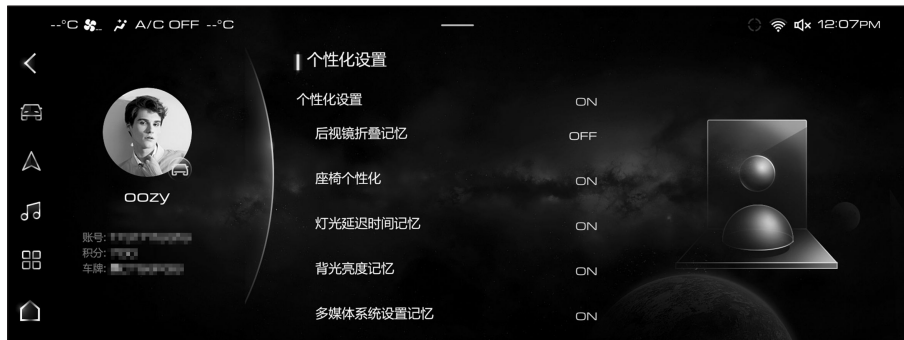 --°C A/C OFF --°C
12:07PM
个性化设置
个性化设置 ON
后视镜折叠记忆 OFF
座椅个性化 ON
灯光延迟时间记忆 ON
背光亮度记忆 ON
多媒体系统设置记忆 ON
oozy
账号:
积分:
车牌: